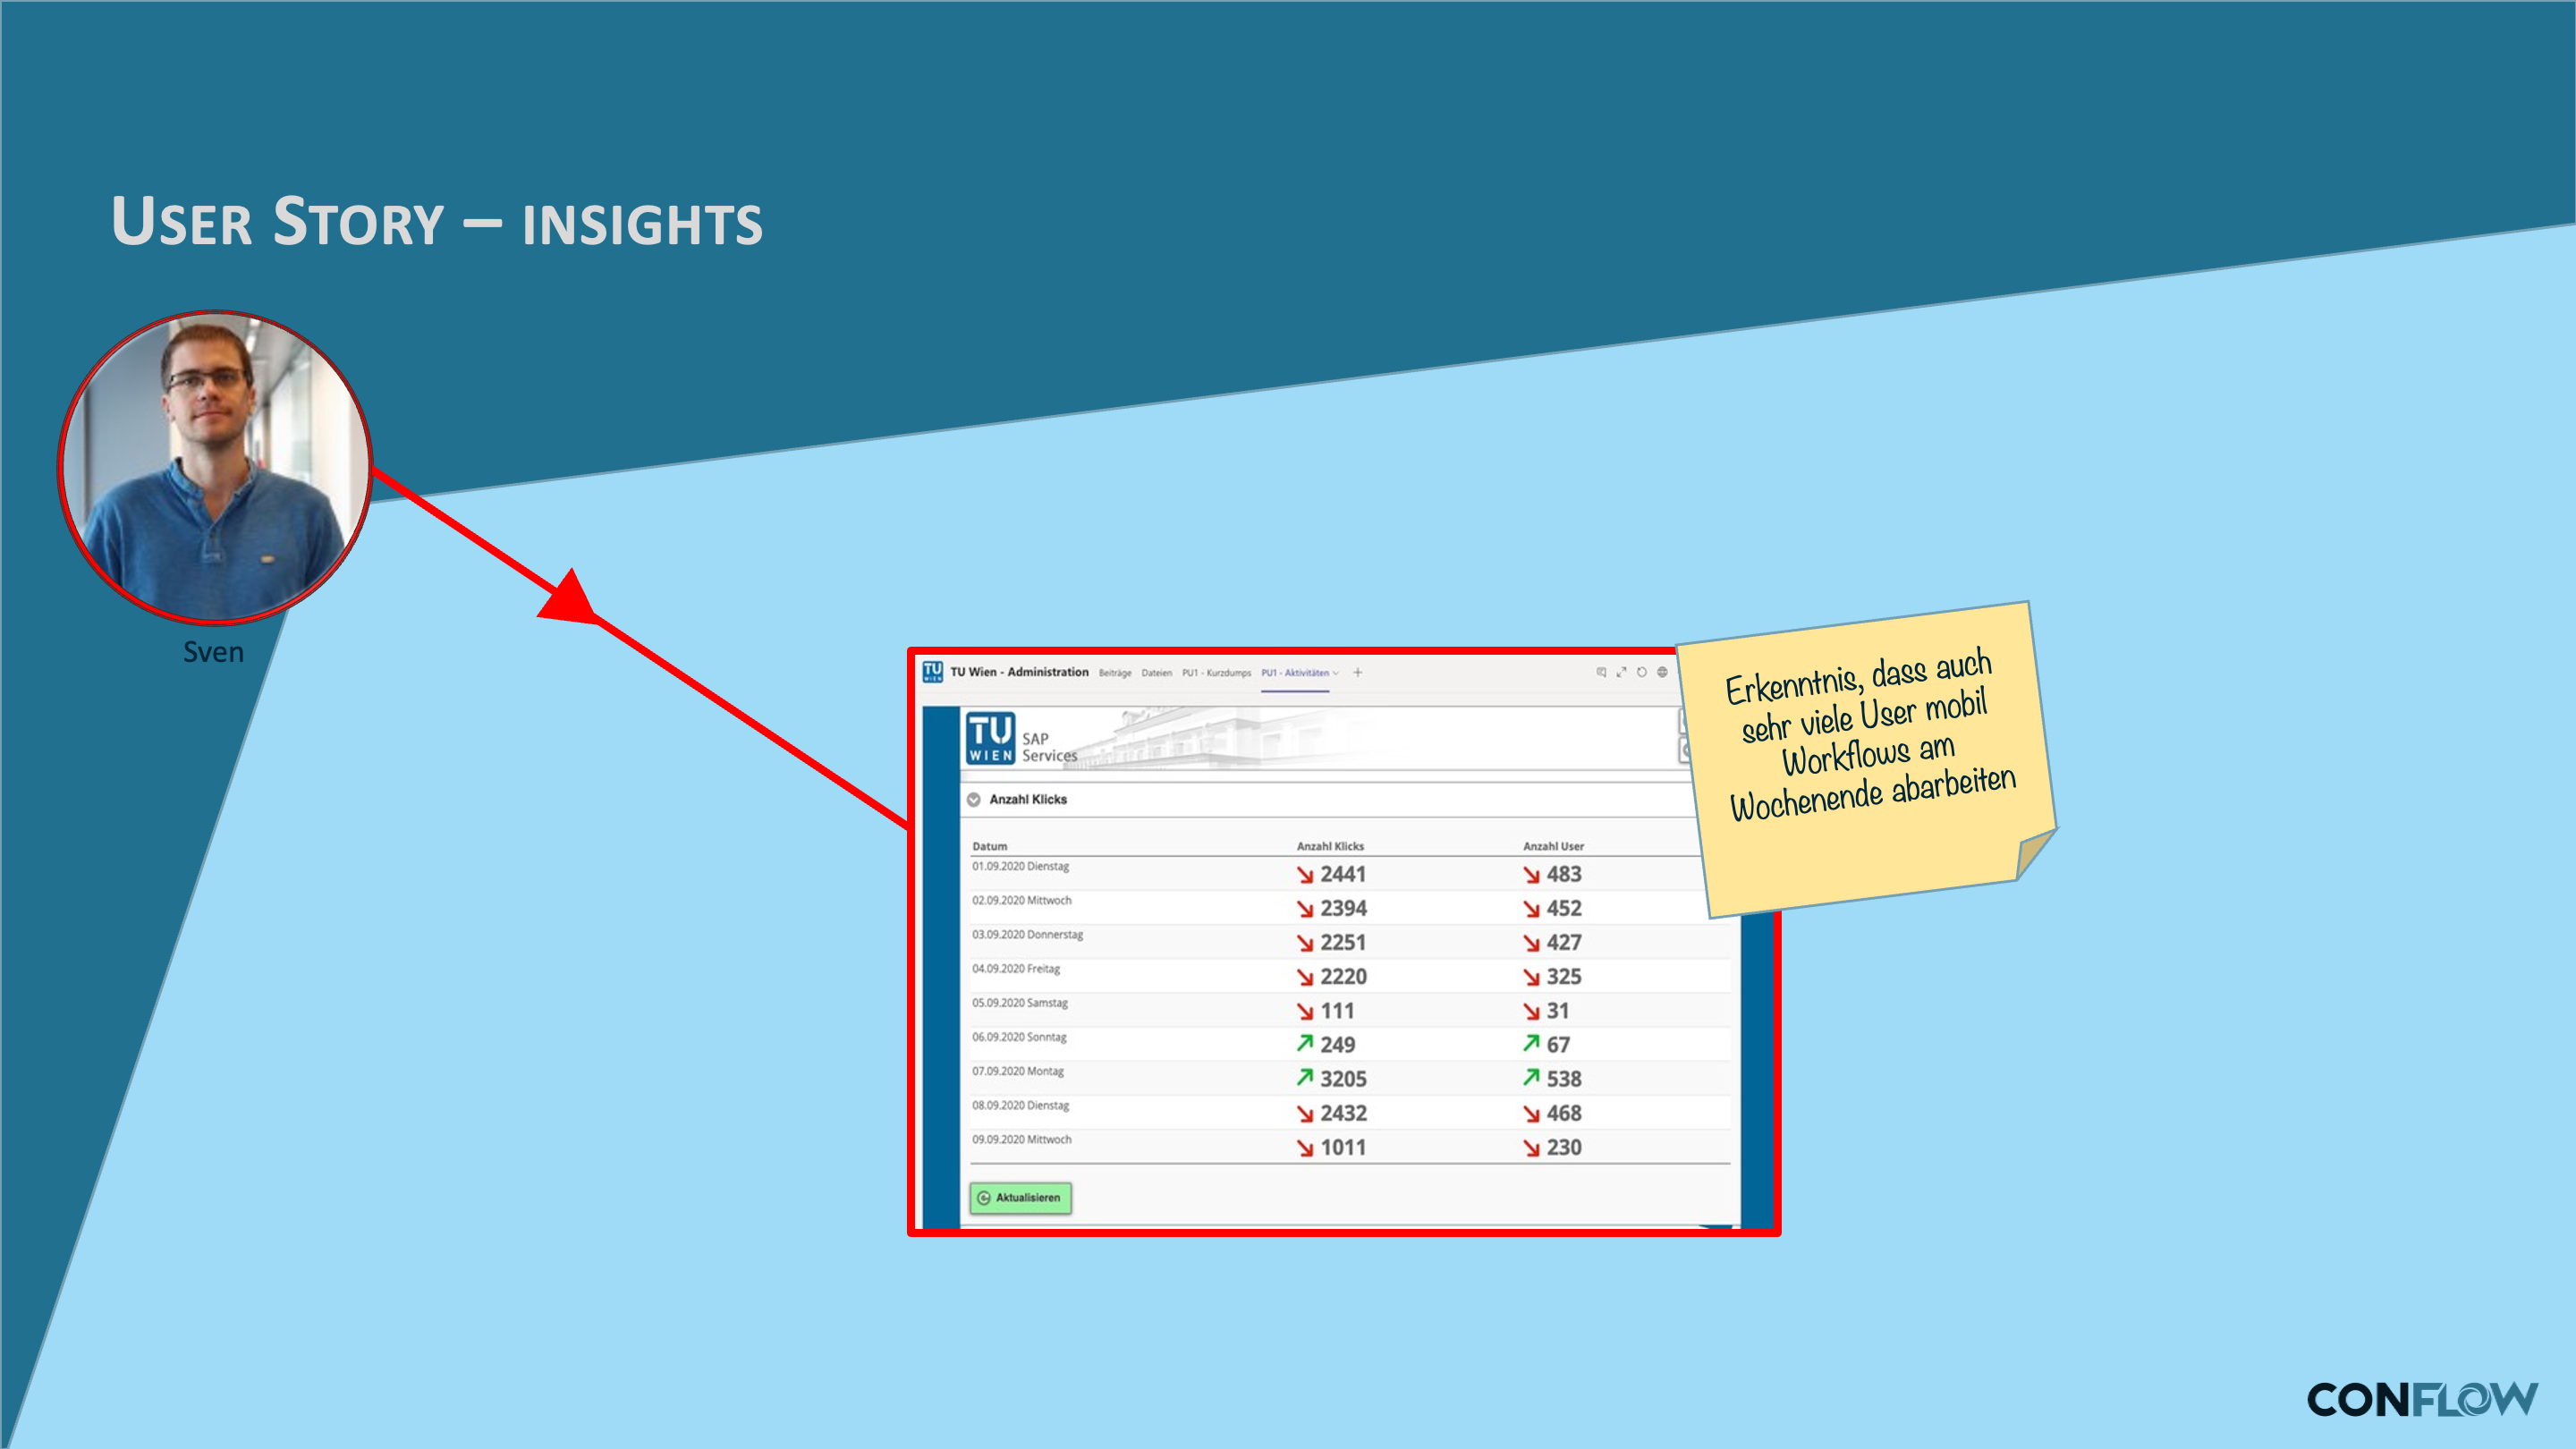 User Story – insights
Sven
TU WIEN TU Wien - Administration Beiträge Dateien PU1 - Kurzdumps PU1 - Aktivitäten
TU WIEN SAP Services
Anzahl Klicks
Datum Anzahl Klicks Anzahl User
01.09.2020 Dienstag 2441 483
02.09.2020 Mittwoch 2394 452
03.09.2020 Donnerstag 2251 427
04.09.2020 Freitag 2220 325
05.09.2020 Samstag 111 31
06.09.2020 Sonntag 249 67
07.09.2020 Montag 3205 538
08.09.2020 Dienstag 2432 468
09.09.2020 Mittwoch 1011 230
Aktualisieren
Erkenntnis, dass auch
sehr viele User mobil
Workflows am
Wochenende abarbeiten
CONFLOW